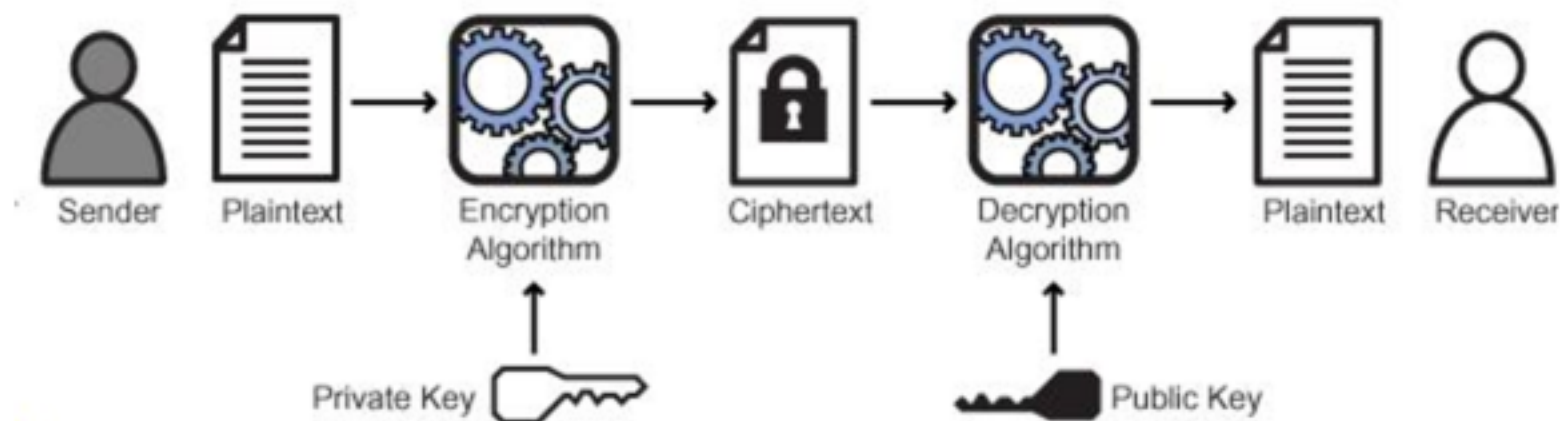 Sender
Plaintext
Encryption
Algorithm
Ciphertext
Decryption
Algorithm
Plaintext
Receiver
Private Key
Public Key